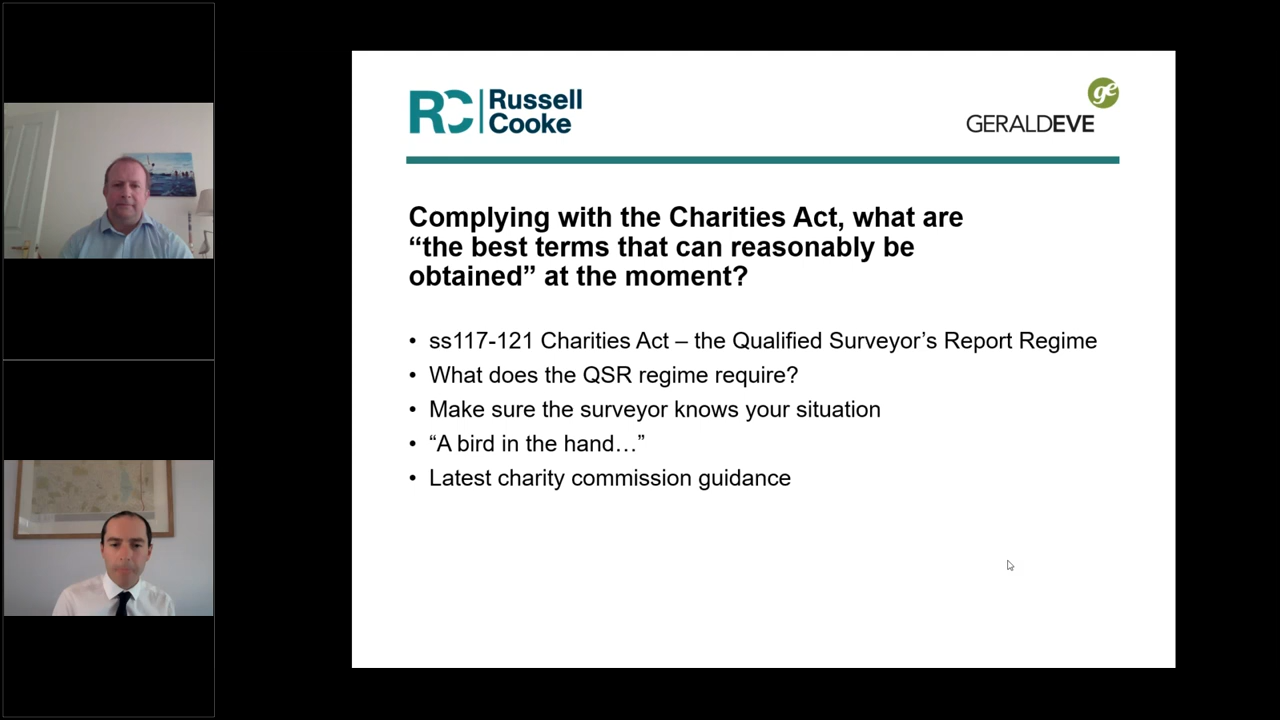 RC Russell
Cooke
ge
GERALDEVE
Complying with the Charities Act, what are
“the best terms that can reasonably be
obtained” at the moment?
• ss117-121 Charities Act – the Qualified Surveyor’s Report Regime
• What does the QSR regime require?
• Make sure the surveyor knows your situation
• “A bird in the hand…”
• Latest charity commission guidance